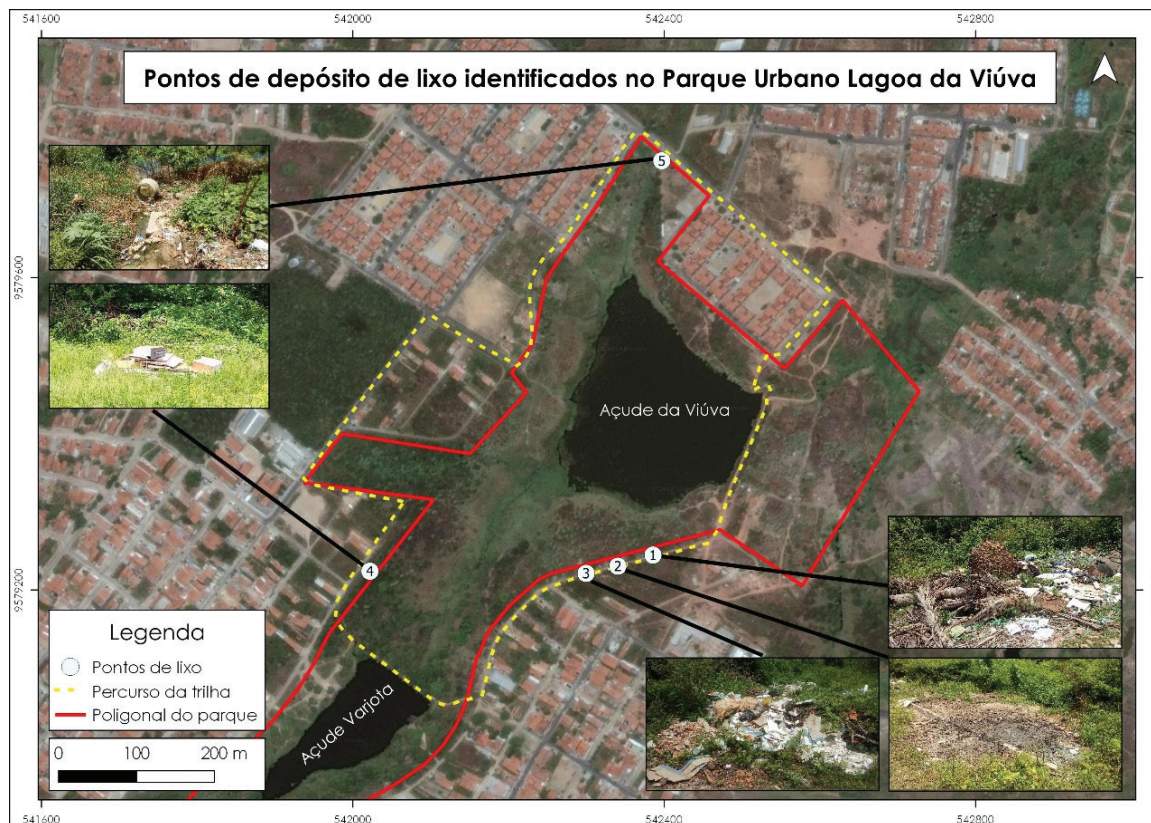 541600
542000
542400
542800
Pontos de depósito de lixo identificados no Parque Urbano Lagoa da Viúva
5
9579600
Açude da Viúva
4
1
2
3
9579200
Legenda
Pontos de lixo
Percurso da trilha
Poligonal do parque
Açude Varjota
0 100 200 m
541600
542000
542400
542800